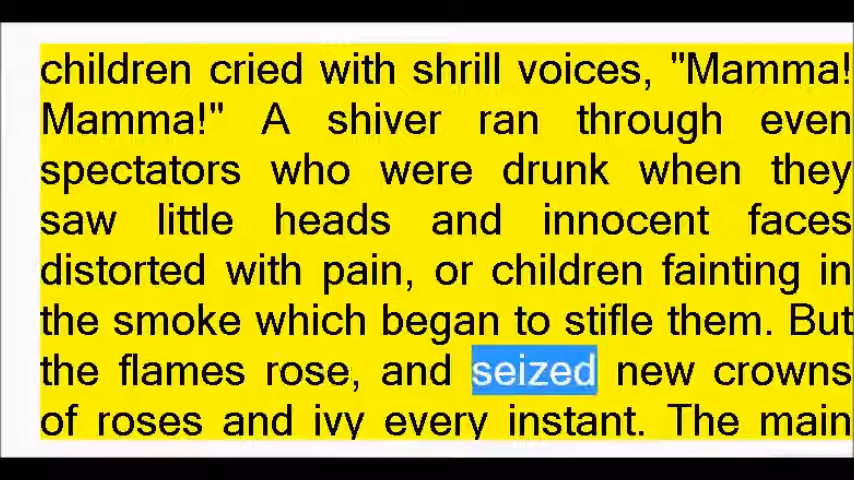 children cried with shrill voices, "Mamma!
Mamma!" A shiver ran through even
spectators who were drunk when they
saw little heads and innocent faces
distorted with pain, or children fainting in
the smoke which began to stifle them. But
the flames rose, and seized new crowns
of roses and ivy every instant. The main